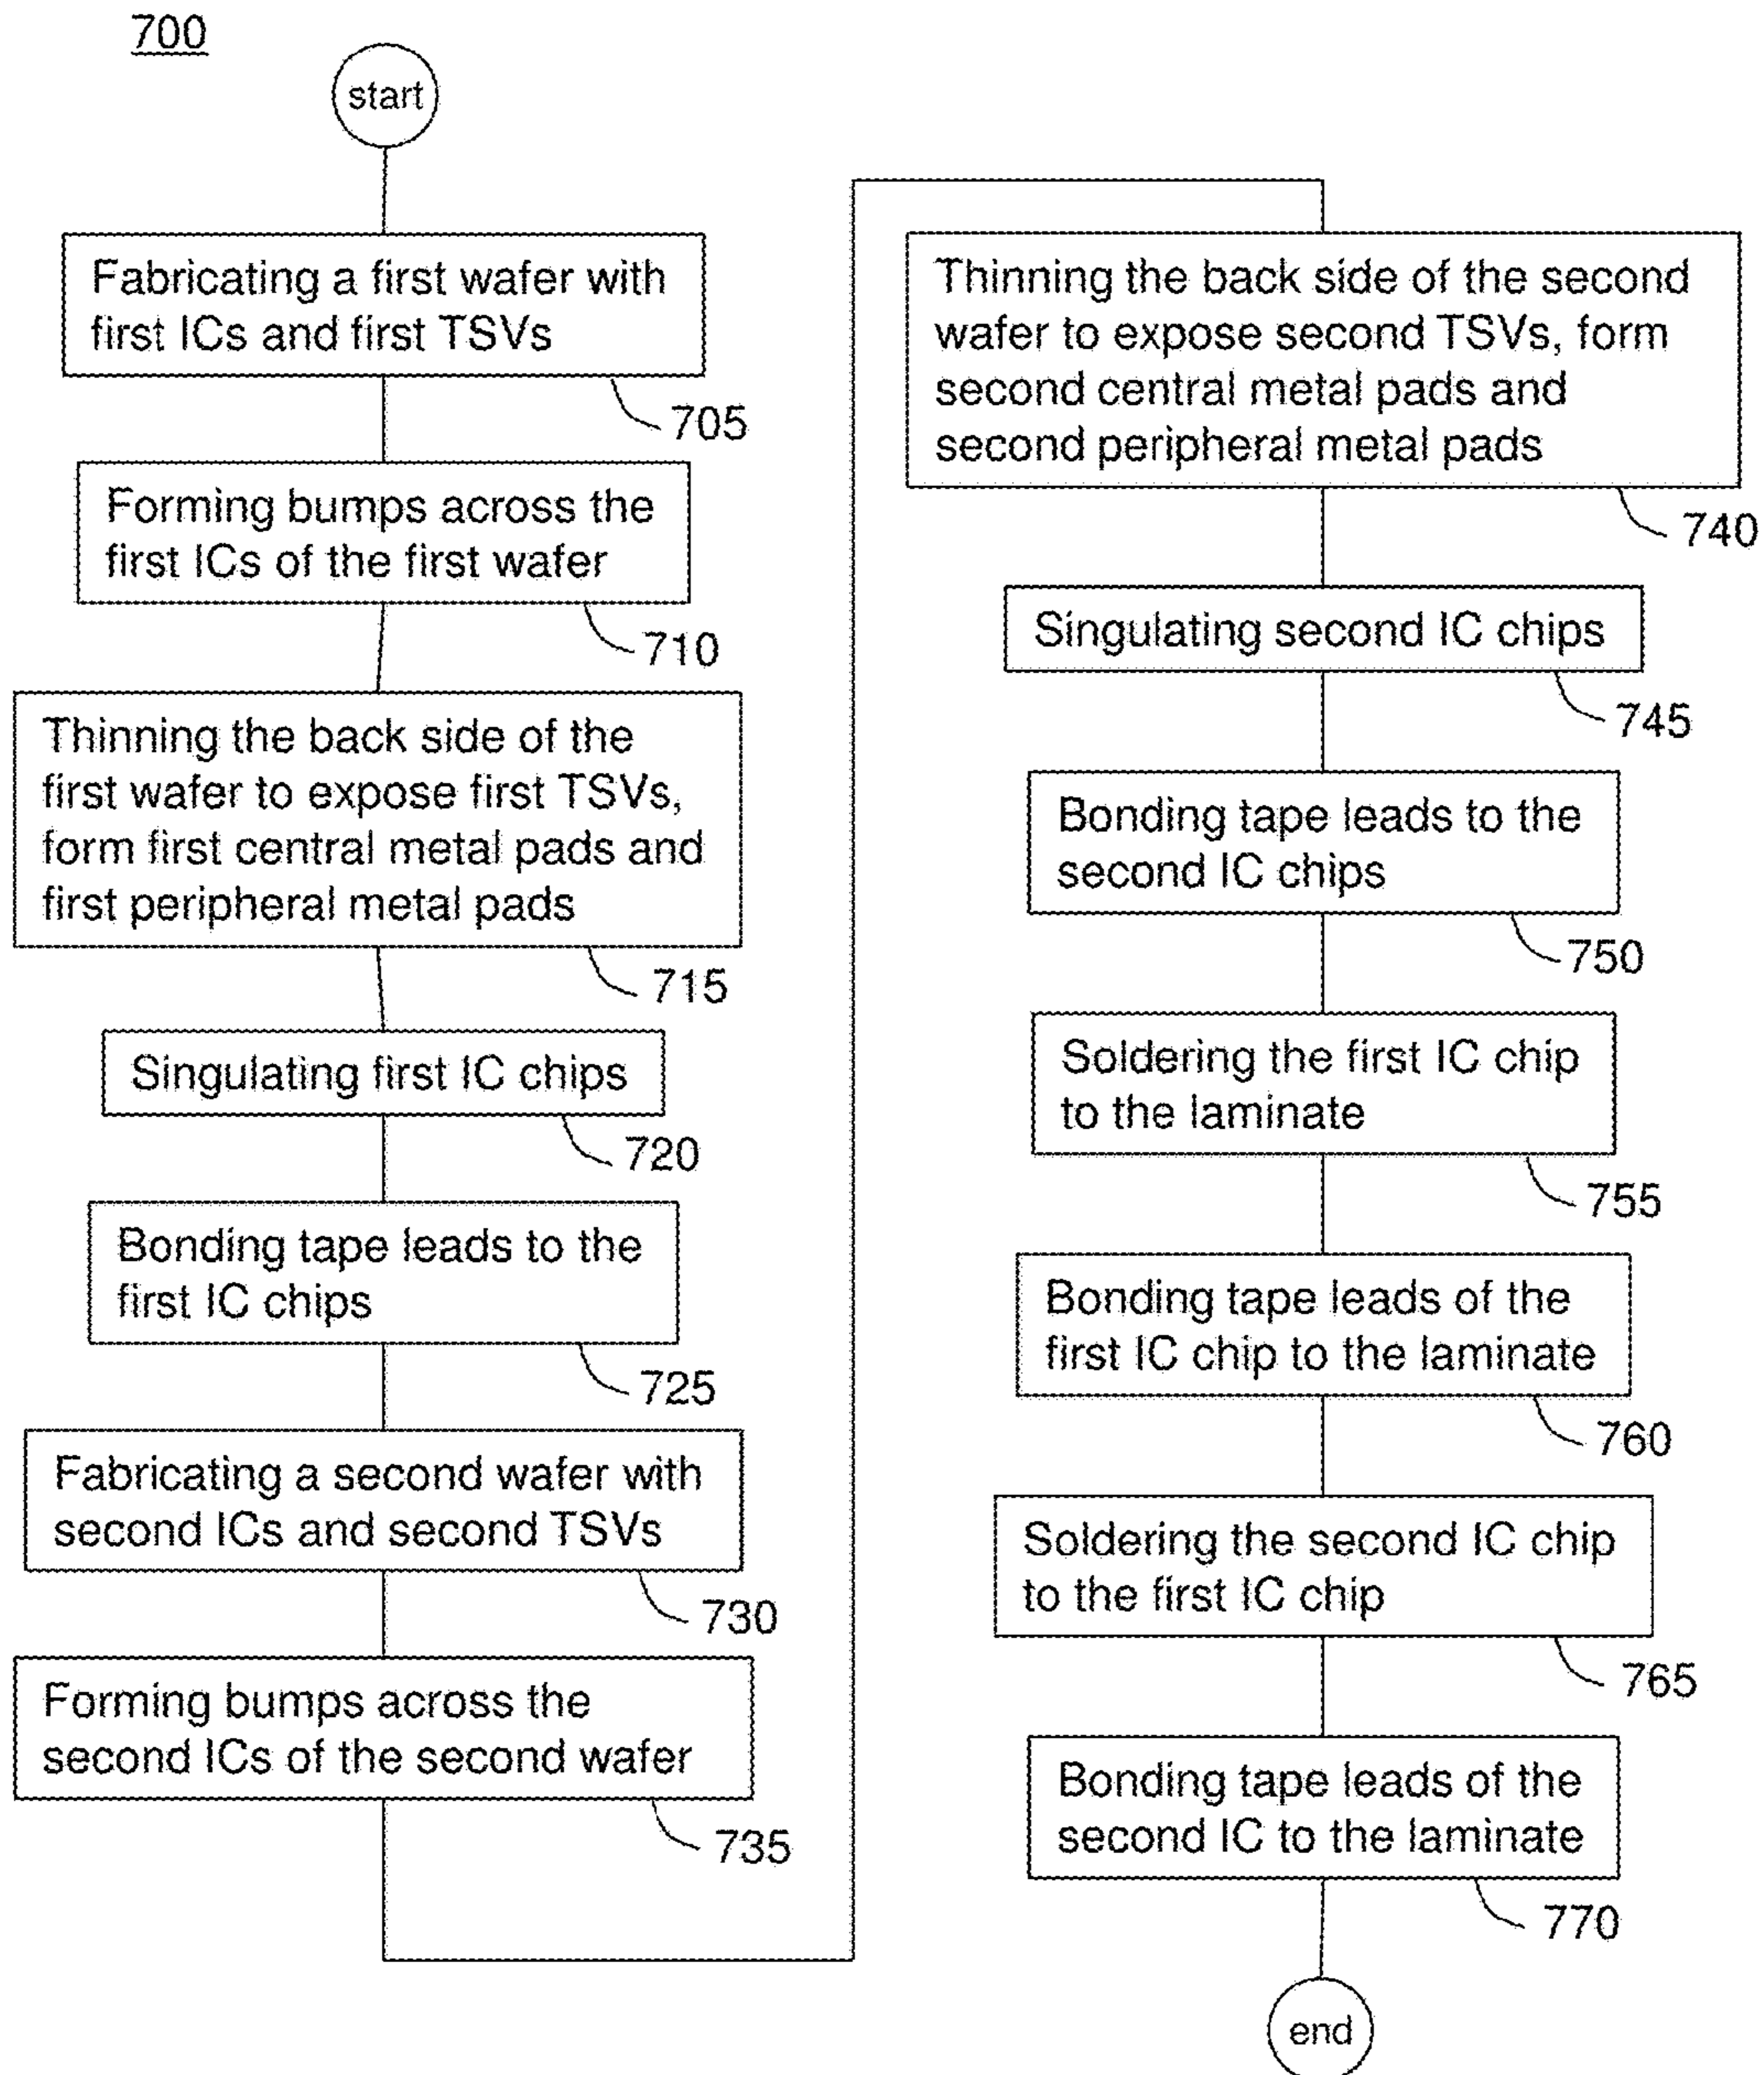 700
start
Fabricating a first wafer with
first ICs and first TSVs
705
Forming bumps across the
first ICs of the first wafer
710
Thinning the back side of the
first wafer to expose first TSVs,
form first central metal pads and
first peripheral metal pads
715
Singulating first IC chips
720
Bonding tape leads to the
first IC chips
725
Fabricating a second wafer with
second ICs and second TSVs
730
Forming bumps across the
second ICs of the second wafer
735
Thinning the back side of the second
wafer to expose second TSVs, form
second central metal pads and
second peripheral metal pads
740
Singulating second IC chips
745
Bonding tape leads to the
second IC chips
750
Soldering the first IC chip
to the laminate
755
Bonding tape leads of the
first IC chip to the laminate
760
Soldering the second IC chip
to the first IC chip
765
Bonding tape leads of the
second IC to the laminate
770
end